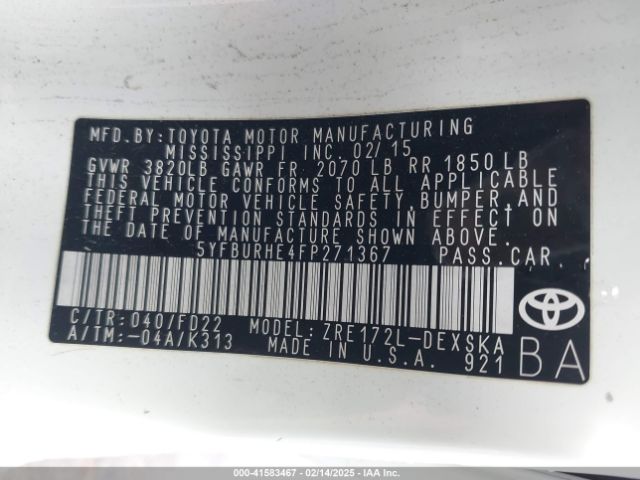 MFD.BY:TOYOTA MOTOR MANUFACTURING
MISSISSIPPI INC. 02/15
GVWR 3820LB GAWR FR 2070 LB RR 1850 LB
THIS VEHICLE CONFORMS TO ALL APPLICABLE
FEDERAL MOTOR VEHICLE SAFETY, BUMPER, AND
THEFT PREVENTION STANDARDS IN EFFECT ON
THE DATE OF MANUFACTURE SHOWN ABOVE.
5YFBURHE4FP271367 PASS.CAR
C/TR:040/FD22 MODEL:ZRE172L-DEXSKA
A/TM:-04A/K313 MADE IN U.S.A. 921
TOYOTA
BA
000-41583467 - 02/14/2025 - IAA Inc.